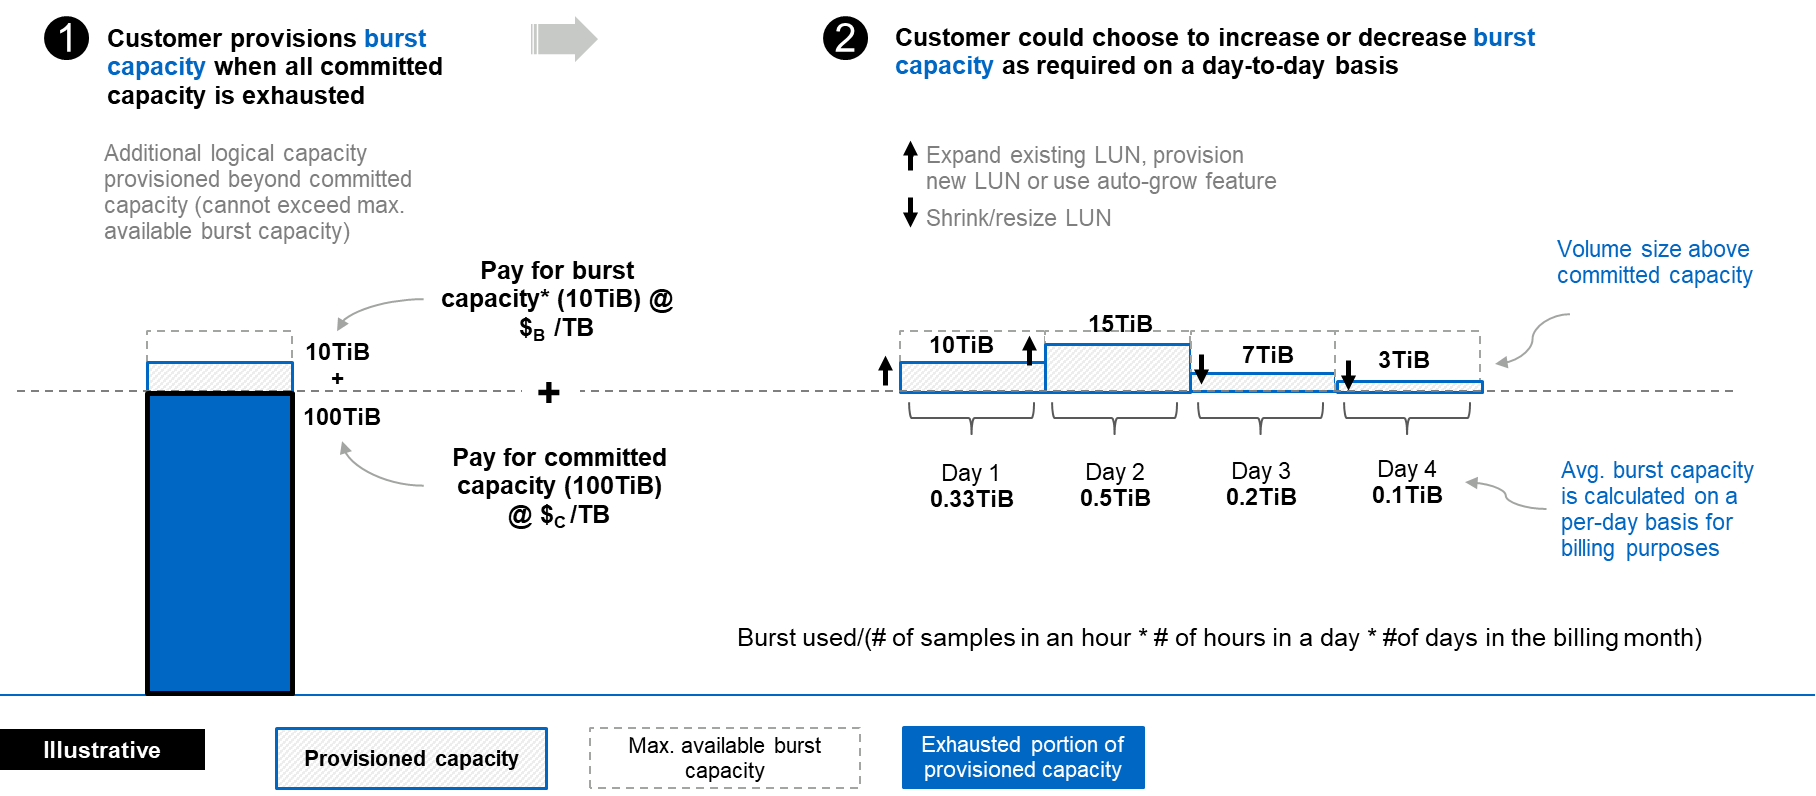 1
Customer provisions burst
capacity when all committed
capacity is exhausted
Additional logical capacity
provisioned beyond committed
capacity (cannot exceed max.
available burst capacity)
Pay for burst
capacity* (10TiB) @
$B /TB
10TiB
+
100TiB
+
Pay for committed
capacity (100TiB)
@ $C /TB
2
Customer could choose to increase or decrease burst
capacity as required on a day-to-day basis
Expand existing LUN, provision
new LUN or use auto-grow feature
Shrink/resize LUN
Volume size above
committed capacity
10TiB
15TiB
7TiB
3TiB
Day 1
0.33TiB
Day 2
0.5TiB
Day 3
0.2TiB
Day 4
0.1TiB
Avg. burst capacity
is calculated on a
per-day basis for
billing purposes
Burst used/(# of samples in an hour * # of hours in a day * #of days in the billing month)
Illustrative
Provisioned capacity
Max. available burst
capacity
Exhausted portion of
provisioned capacity